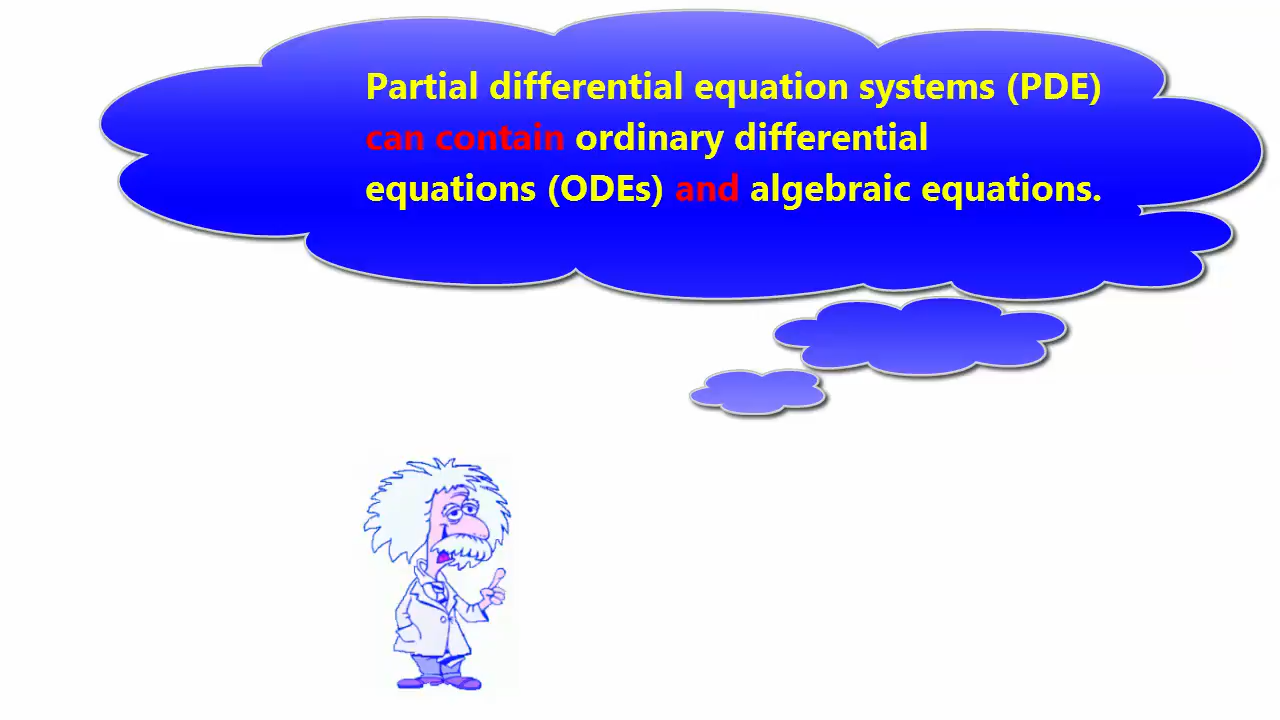 Partial differential equation systems (PDE)
can contain ordinary differential
equations (ODEs) and algebraic equations.